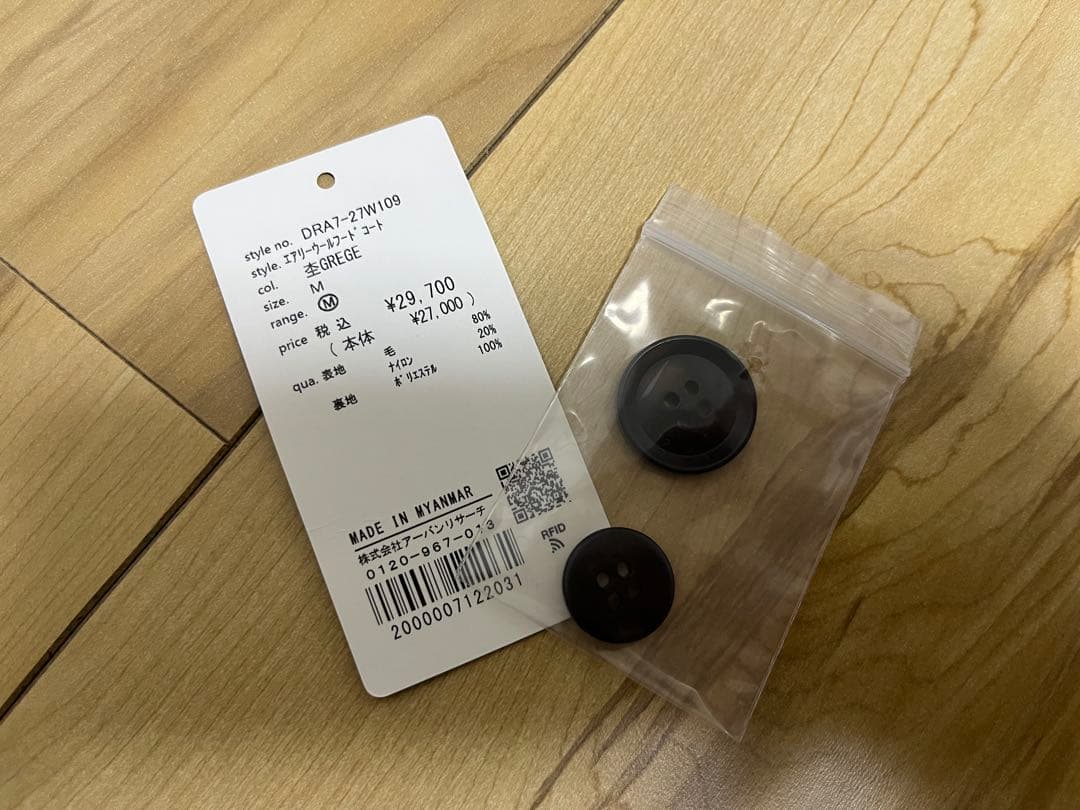 style no. DRA7-27W109
style. ｴｱﾘｰｳｰﾙﾌｰﾄﾞｺｰﾄ
col. 杢GREGE
size. M
range. Ⓜ
price 税込 ¥29,700
(本体 ¥27,000)
qua. 表地 毛 80%
ﾅｲﾛﾝ 20%
裏地 ﾎﾟﾘｴｽﾃﾙ 100%
MADE IN MYANMAR
株式会社アーバンリサーチ
0120-967-013
RFID
2000007122031